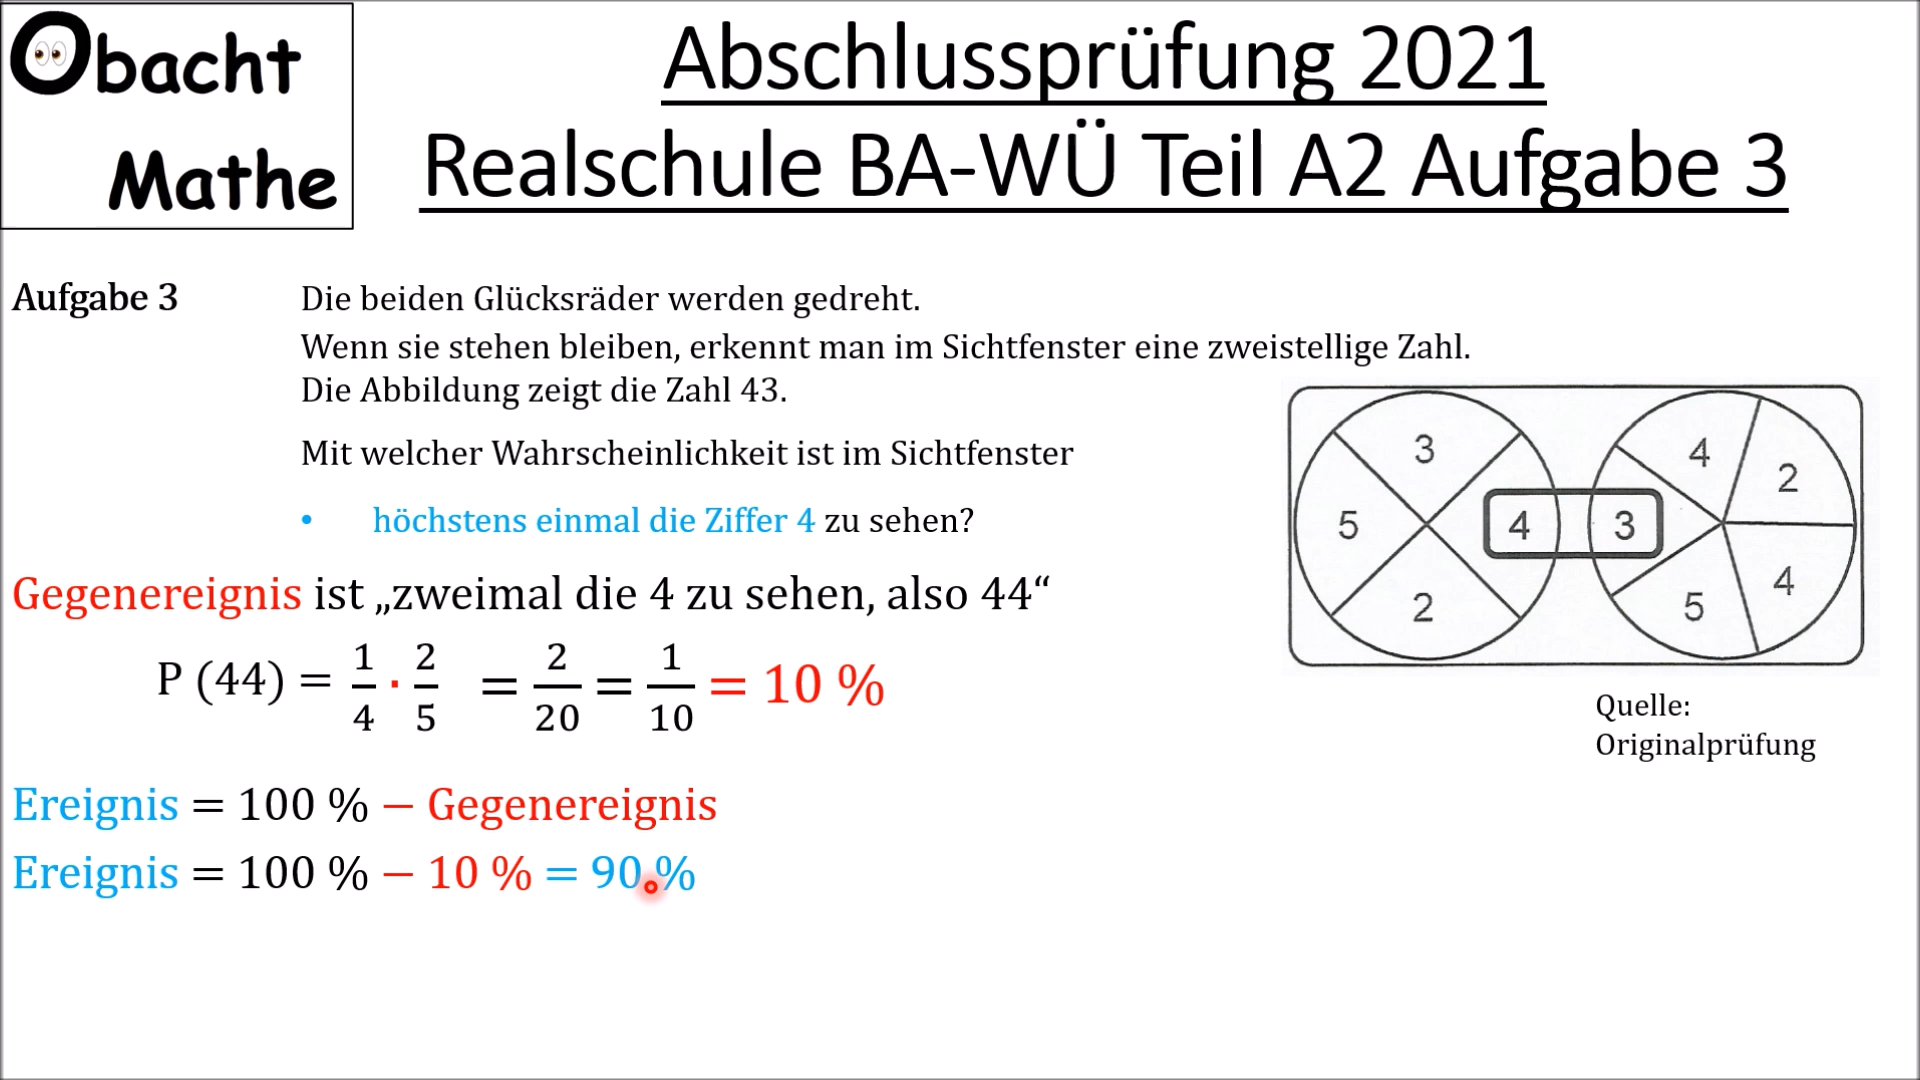 Obacht
Mathe
Abschlussprüfung 2021
Realschule BA-WÜ Teil A2 Aufgabe 3
Aufgabe 3 Die beiden Glücksräder werden gedreht.
Wenn sie stehen bleiben, erkennt man im Sichtfenster eine zweistellige Zahl.
Die Abbildung zeigt die Zahl 43.
Mit welcher Wahrscheinlichkeit ist im Sichtfenster
• höchstens einmal die Ziffer 4 zu sehen?
3
5
4
2
4
2
3
4
5
Gegenereignis ist „zweimal die 4 zu sehen, also 44“
P (44) = 1/4 · 2/5 = 2/20 = 1/10 = 10 %
Quelle:
Originalprüfung
Ereignis = 100 % − Gegenereignis
Ereignis = 100 % − 10 % = 90 %